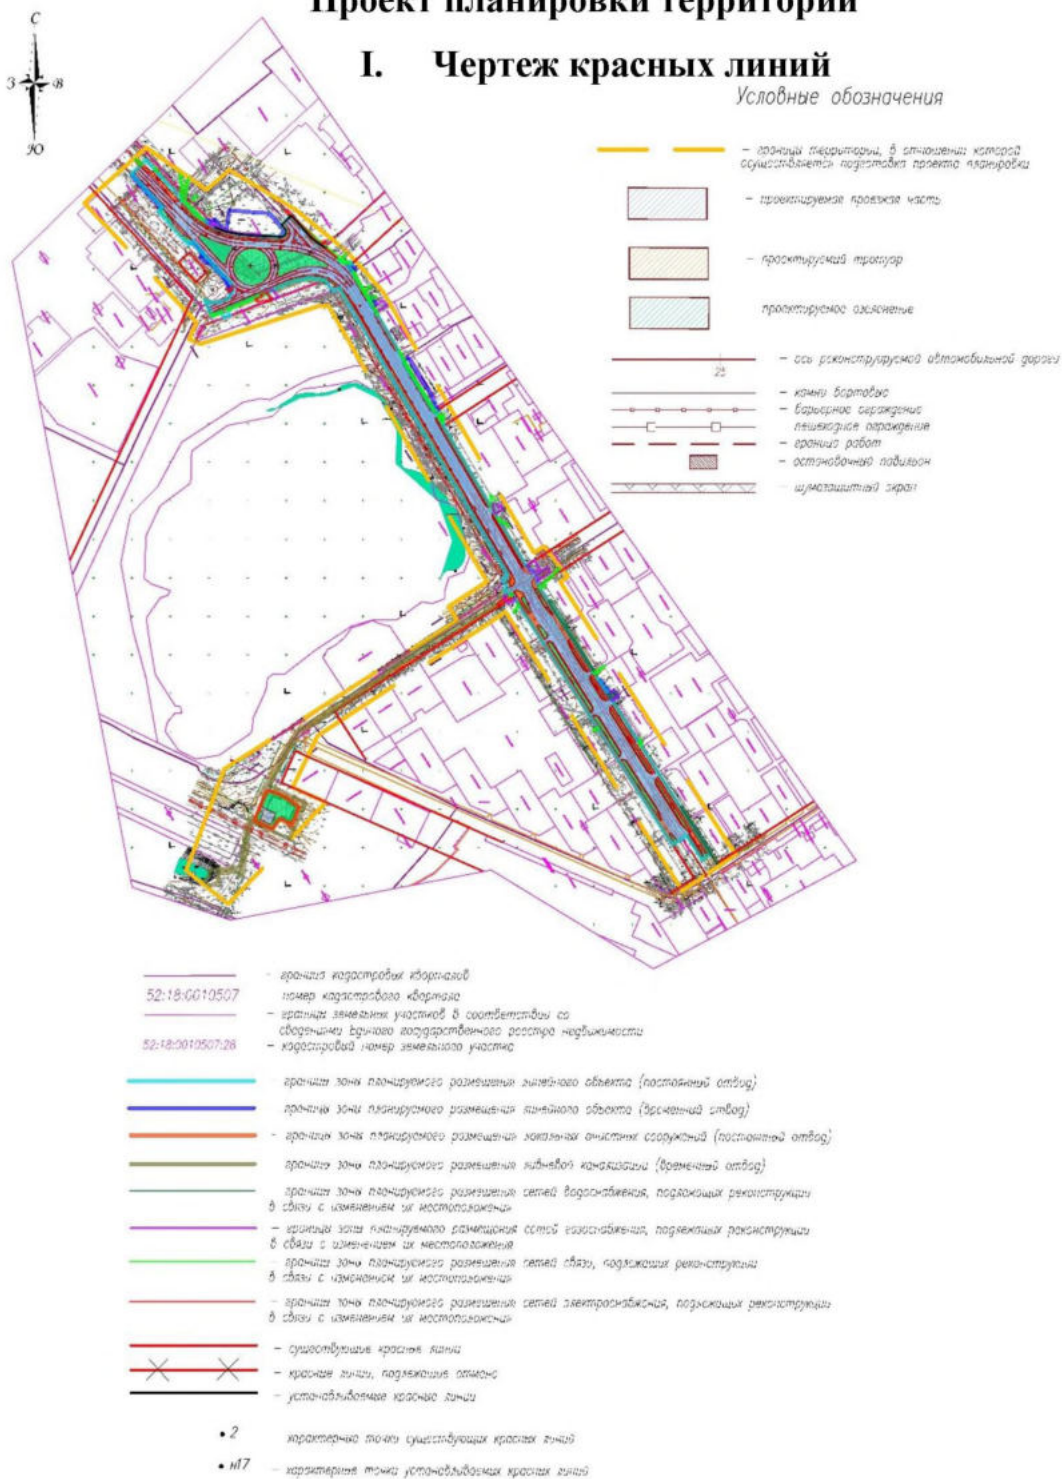 Проект планировки территории
I. Чертеж красных линий
С
З В
Ю
Условные обозначения
– границы территории, в отношении которой
осуществляется подготовка проекта планировки
– проектируемая проезжая часть
– проектируемый тротуар
проектируемое озеленение
– ось реконструируемой автомобильной дороги
25
– камни бортовые
– барьерное ограждение
пешеходное ограждение
– граница работ
– остановочный павильон
шумозащитный экран
– граница кадастровых кварталов
52:18:0010507 номер кадастрового квартала
– границы земельных участков в соответствии со
сведениями Единого государственного реестра недвижимости
52:18:0010507:28 – кадастровый номер земельного участка
– границы зоны планируемого размещения линейного объекта (постоянный отвод)
границы зоны планируемого размещения линейного объекта (временный отвод)
– границы зоны планируемого размещения локальных очистных сооружений (постоянный отвод)
границы зоны планируемого размещения ливневой канализации (временный отвод)
границы зоны планируемого размещения сетей водоснабжения, подлежащих реконструкции
в связи с изменением их местоположения
– границы зоны планируемого размещения сетей газоснабжения, подлежащих реконструкции
в связи с изменением их местоположения
– границы зоны планируемого размещения сетей связи, подлежащих реконструкции
в связи с изменением их местоположения
– границы зоны планируемого размещения сетей электроснабжения, подлежащих реконструкции
в связи с изменением их местоположения
– существующие красные линии
– красные линии, подлежащие отмене
– устанавливаемые красные линии
• 2 характерные точки существующих красных линий
• н17 – характерные точки устанавливаемых красных линий